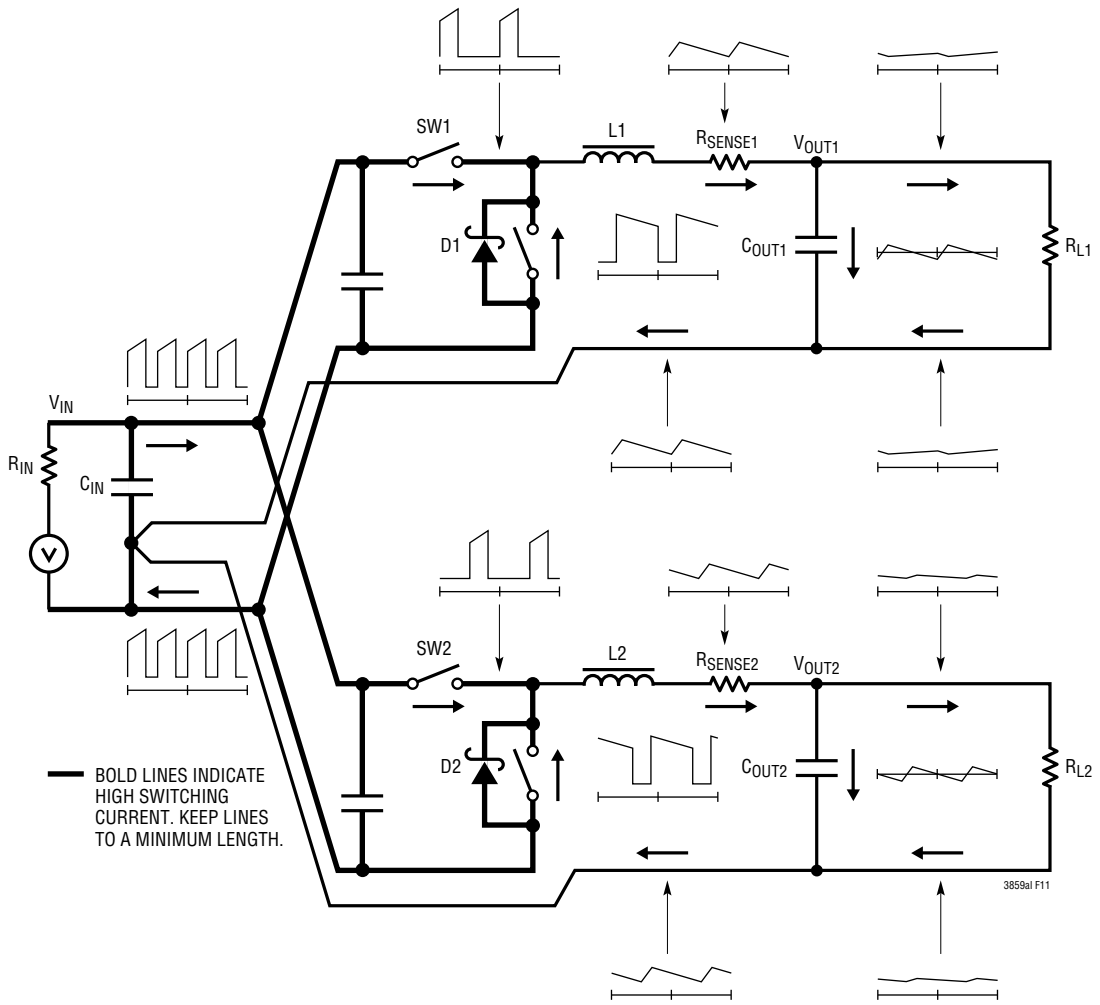 SW1
L1
RSENSE1
VOUT1
D1
COUT1
RL1
VIN
RIN
CIN
V
SW2
L2
RSENSE2
VOUT2
D2
COUT2
RL2
BOLD LINES INDICATE
HIGH SWITCHING
CURRENT. KEEP LINES
TO A MINIMUM LENGTH.
3859al F11